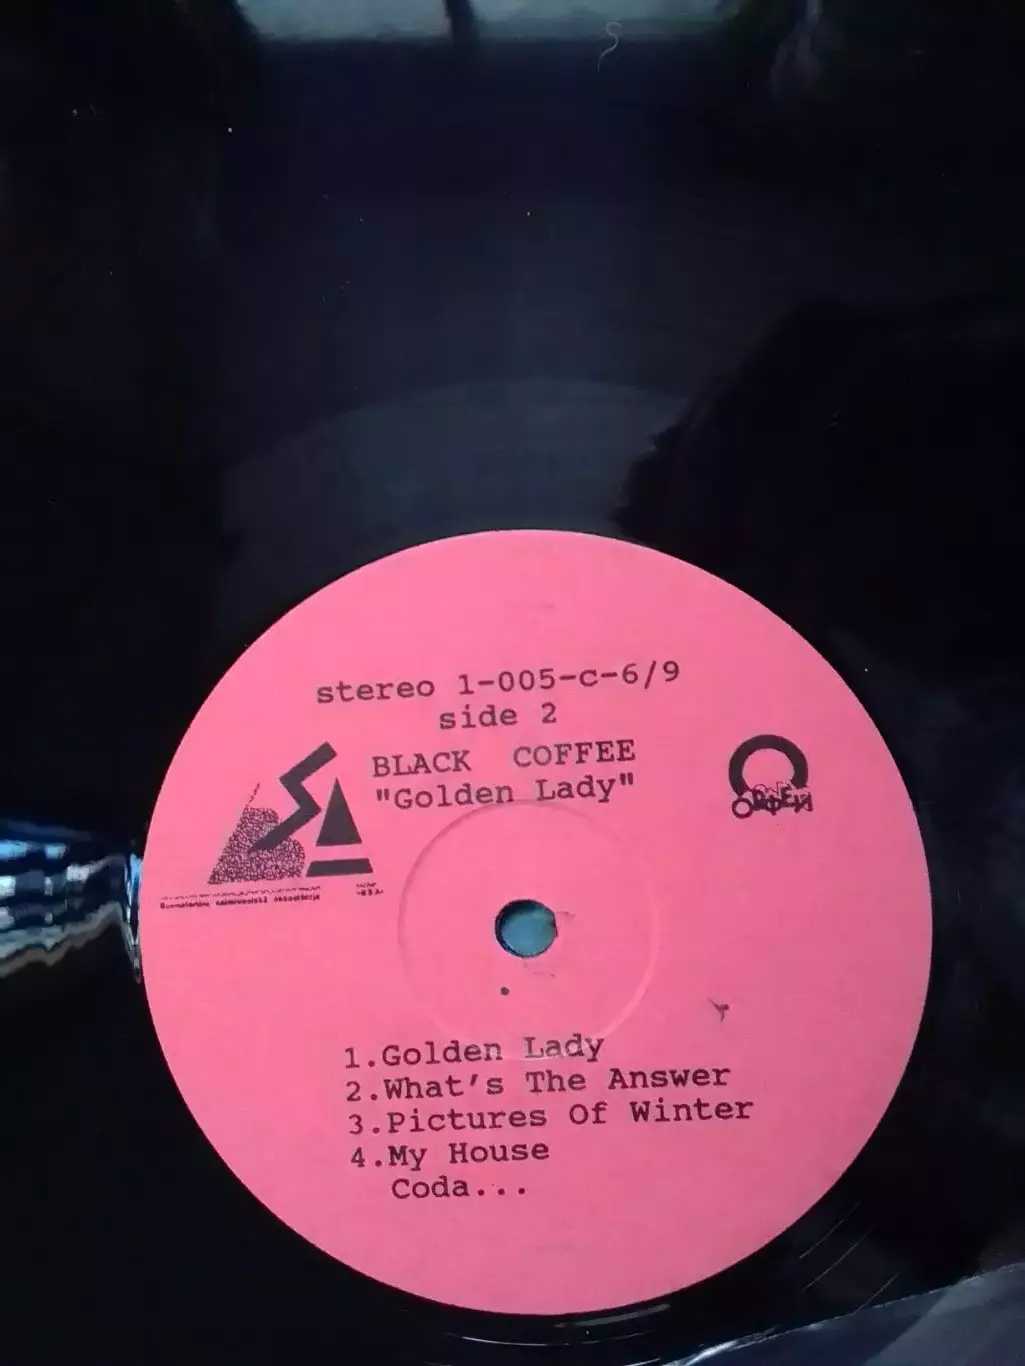 stereo 1-005-c-6/9
side 2
BLACK COFFEE
"Golden Lady"
ОРФЕЙ
1.Golden Lady
2.What's The Answer
3.Pictures Of Winter
4.My House
Coda...